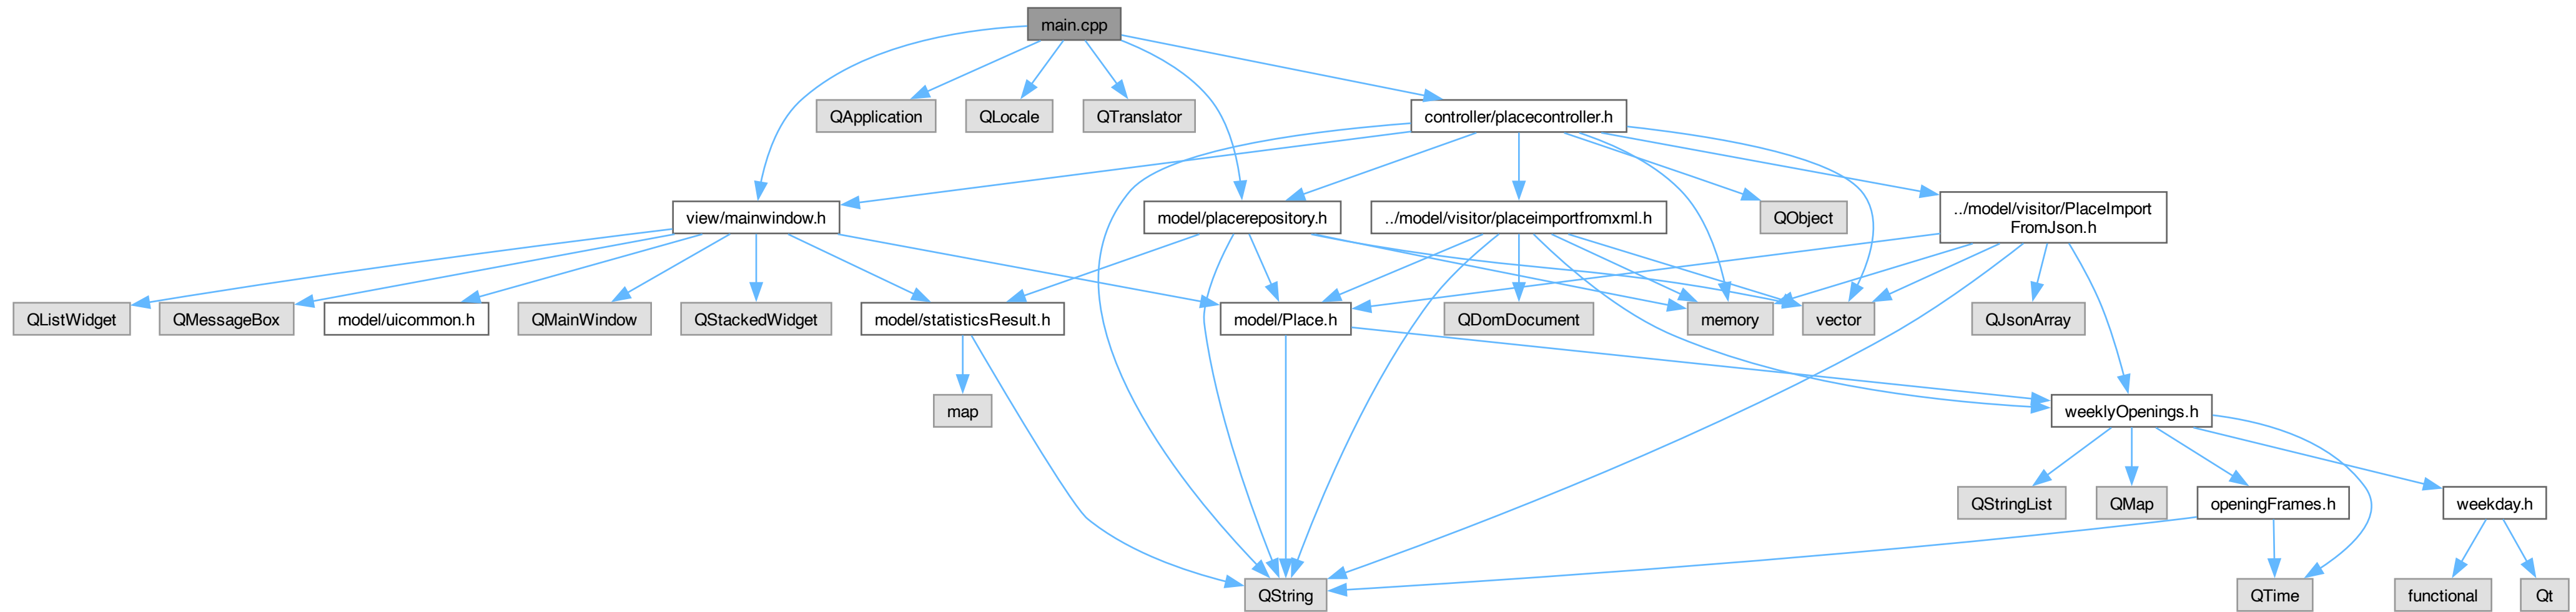 main.cpp
QApplication
QLocale
QTranslator
controller/placecontroller.h
view/mainwindow.h
model/placerepository.h
../model/visitor/placeimportfromxml.h
QObject
../model/visitor/PlaceImport
FromJson.h
QListWidget
QMessageBox
model/uicommon.h
QMainWindow
QStackedWidget
model/statisticsResult.h
model/Place.h
QDomDocument
memory
vector
QJsonArray
map
weeklyOpenings.h
QStringList
QMap
openingFrames.h
weekday.h
QString
QTime
functional
Qt